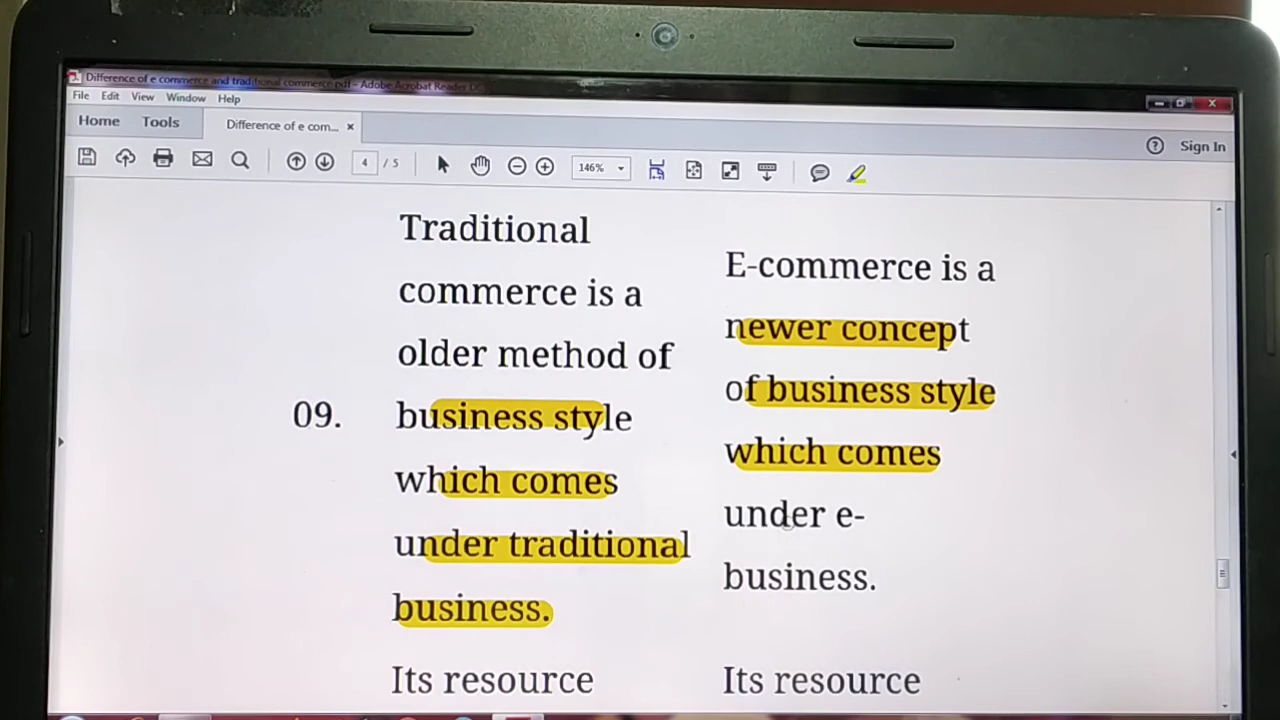 Difference of e commerce and traditional commerce.pdf - Adobe Acrobat Reader DC
File Edit View Window Help
Home Tools Difference of e com... ×
Sign In
4 / 5 146%
Traditional
commerce is a
older method of
09. business style
which comes
under traditional
business.
Its resource
E-commerce is a
newer concept
of business style
which comes
under e-
business.
Its resource